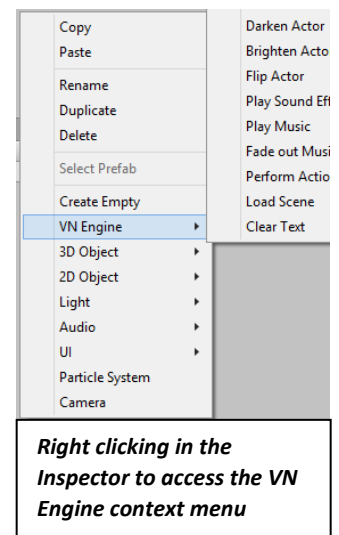 Copy
Paste
Rename
Duplicate
Delete
Select Prefab
Create Empty
VN Engine
3D Object
2D Object
Light
Audio
UI
Particle System
Camera
Darken Actor
Brighten Acto
Flip Actor
Play Sound Eff
Play Music
Fade out Musi
Perform Actio
Load Scene
Clear Text
Right clicking in the
Inspector to access the VN
Engine context menu